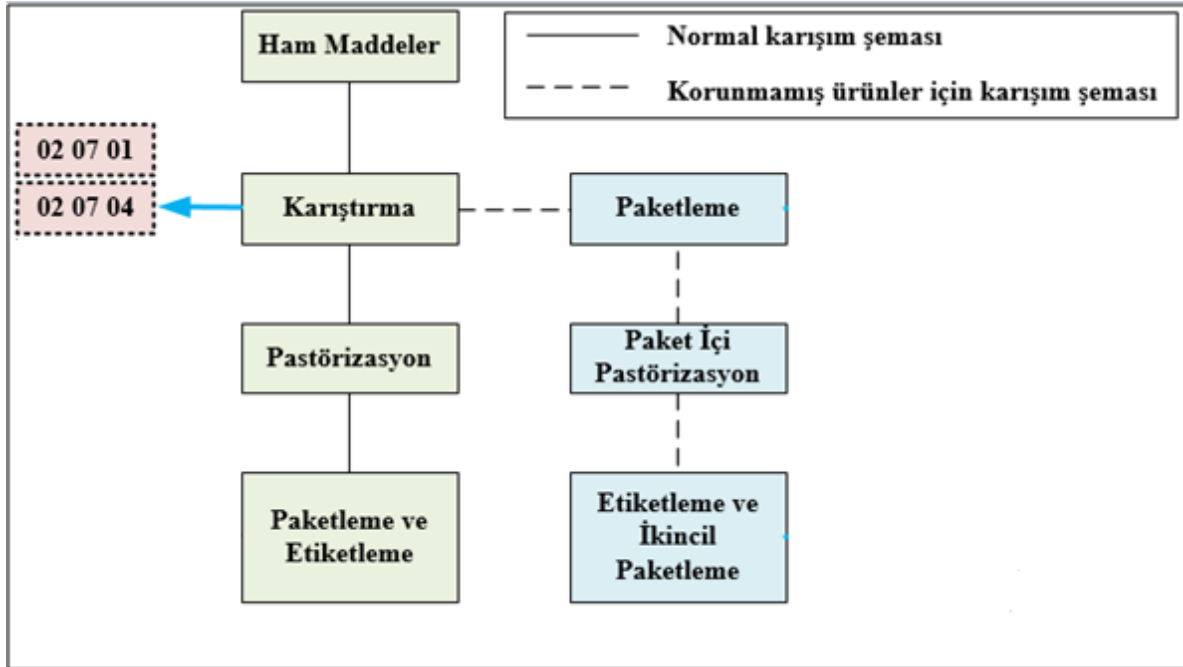 Ham Maddeler
Normal karışım şeması
Korunmamış ürünler için karışım şeması
02 07 01
02 07 04
Karıştırma
Paketleme
Pastörizasyon
Paket İçi
Pastörizasyon
Paketleme ve
Etiketleme
Etiketleme ve
İkincil
Paketleme